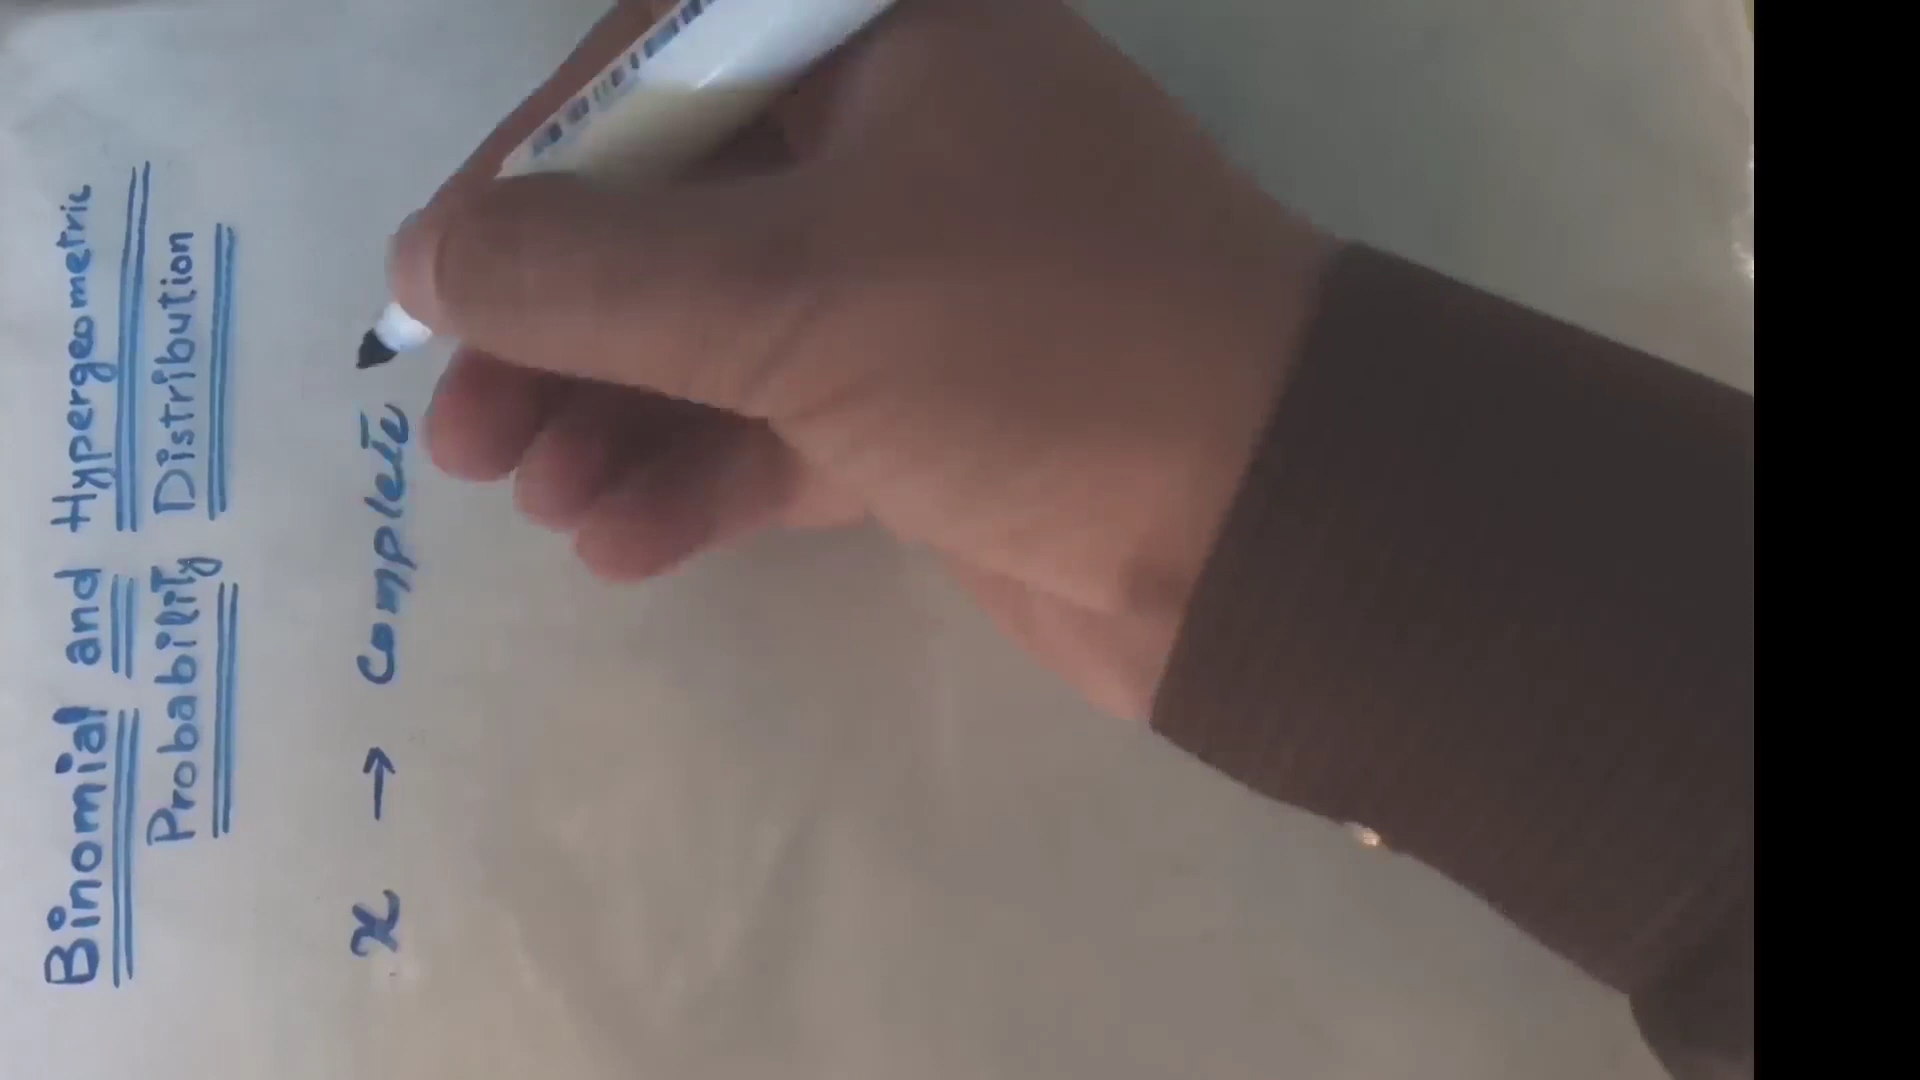 Binomial and Hypergeometric
Probability Distribution
x → Complete